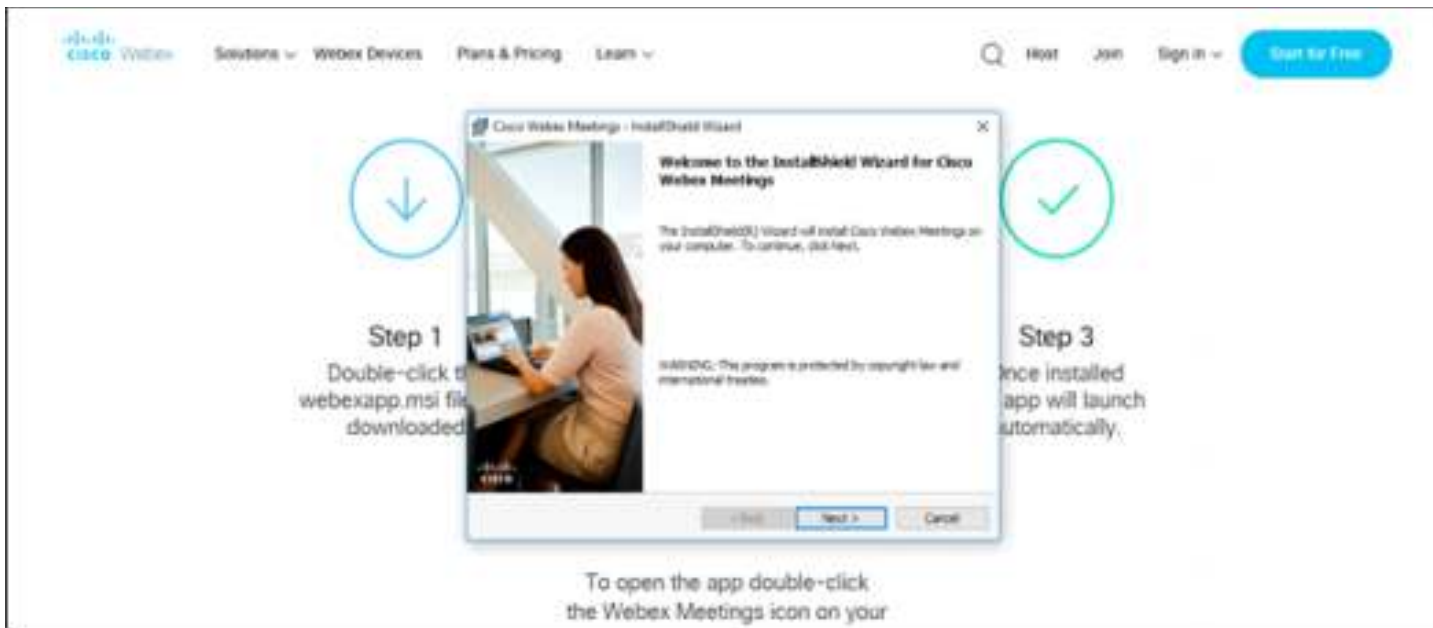 CISCO Webex Solutions Webex Devices Plans & Pricing Learn Host Join Sign In Start for Free
Cisco Webex Meetings - InstallShield Wizard
Welcome to the InstallShield Wizard for Cisco
Webex Meetings
The InstallShield(R) Wizard will install Cisco Webex Meetings on
your computer. To continue, click Next.
WARNING: This program is protected by copyright law and
international treaties.
CISCO
< Back Next > Cancel
Step 1
Double-click
webexapp.msi
downloaded
Step 3
installed
app will launch
To open the app double-click
the Webex Meetings icon on your